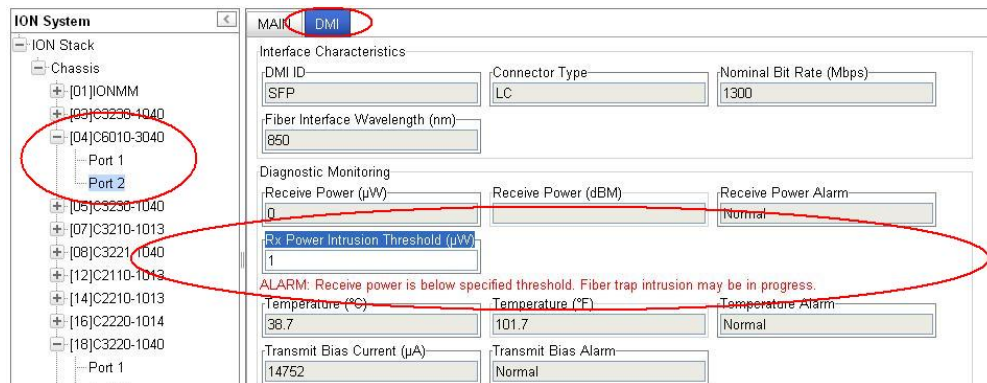 ION System
ION Stack
Chassis
[01]IONMM
[03]C3230-1040
[04]C6010-3040
Port 1
Port 2
[05]C3230-1040
[07]C3210-1013
[08]C3221-1040
[12]C2110-1013
[14]C2210-1013
[16]C2220-1014
[18]C3220-1040
Port 1
MAIN DMI
Interface Characteristics
DMI ID Connector Type Nominal Bit Rate (Mbps)
SFP LC 1300
Fiber Interface Wavelength (nm)
850
Diagnostic Monitoring
Receive Power (µW) Receive Power (dBM) Receive Power Alarm
0 Normal
Rx Power Intrusion Threshold (µW)
1
ALARM: Receive power is below specified threshold. Fiber trap intrusion may be in progress.
Temperature (°C) Temperature (°F) Temperature Alarm
38.7 101.7 Normal
Transmit Bias Current (µA) Transmit Bias Alarm
14752 Normal